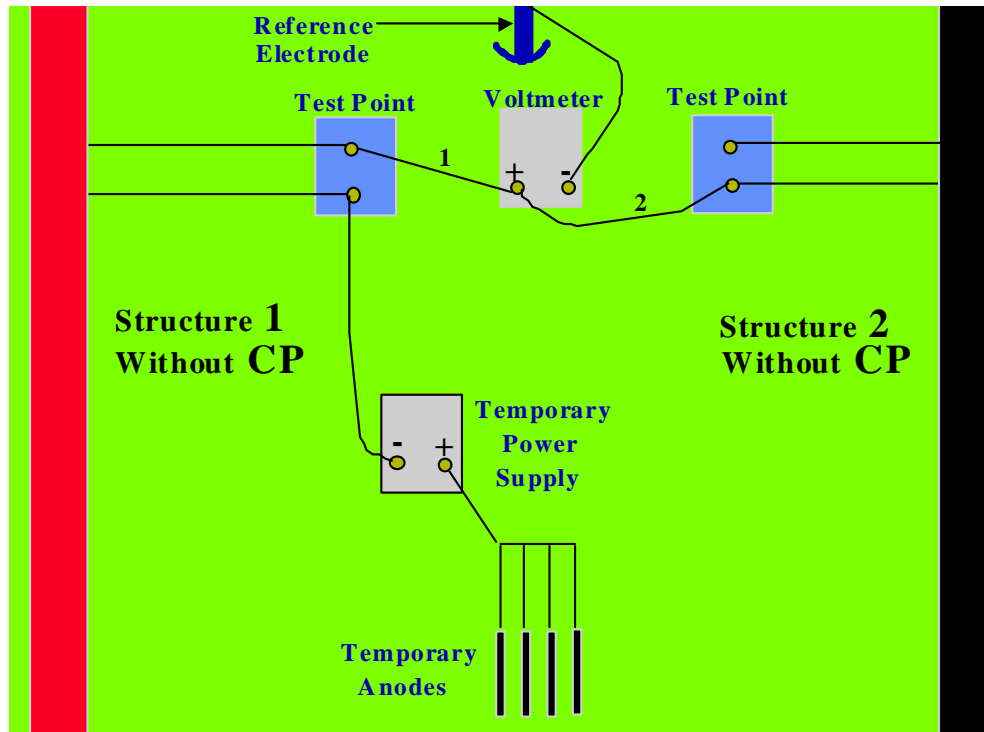 Reference
Electrode
Test Point
Voltmeter
Test Point
1
+ -
2
Structure 1
Without CP
Structure 2
Without CP
Temporary
Power
Supply
- +
Temporary
Anodes